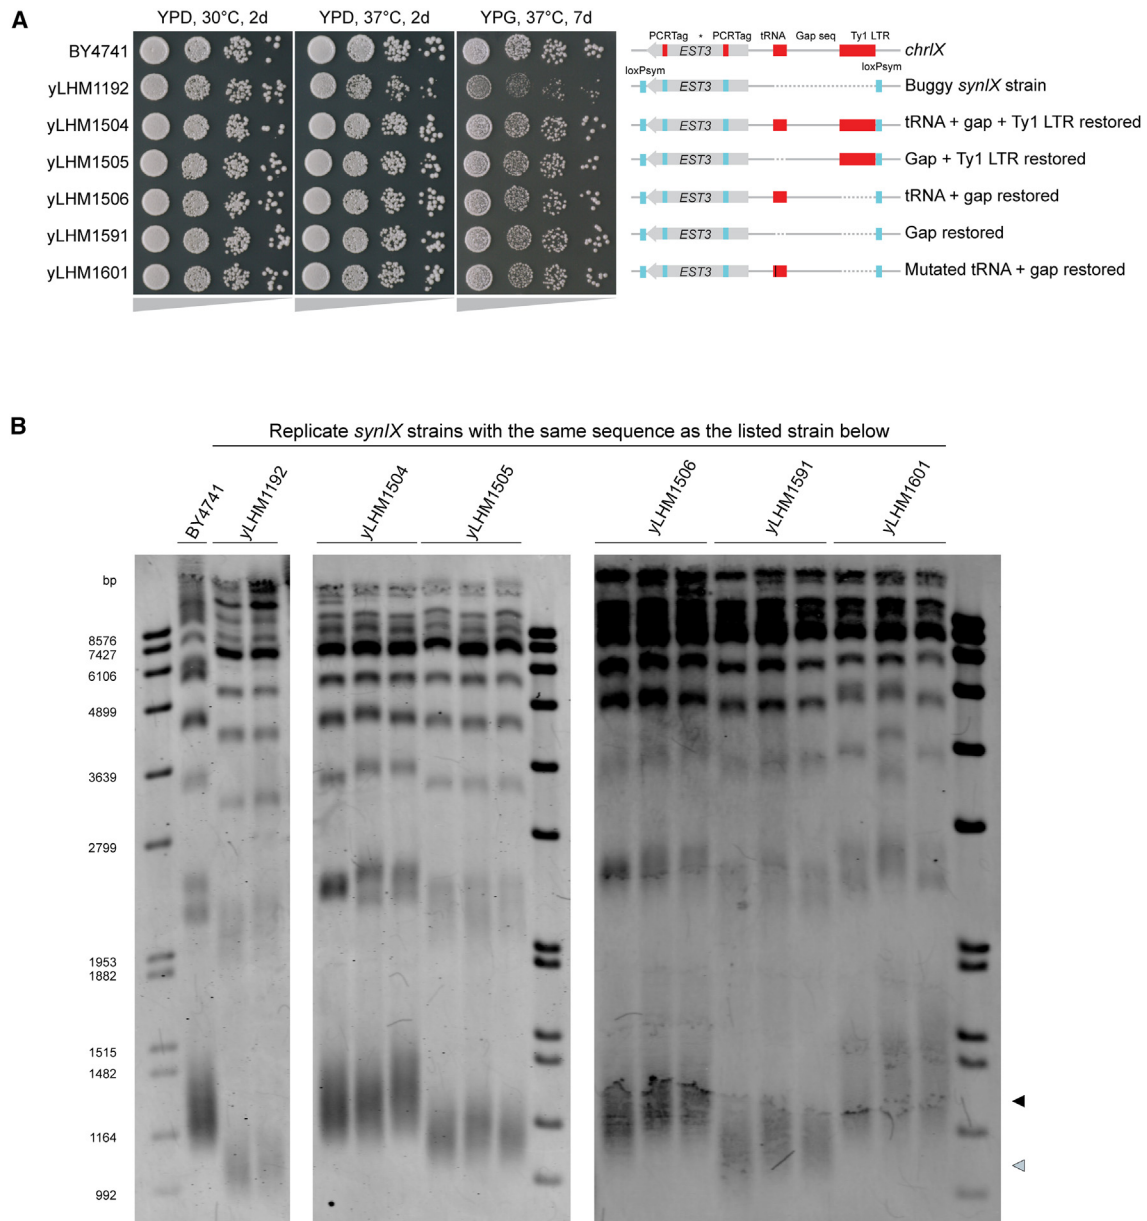 A
YPD, 30°C, 2d
YPD, 37°C, 2d
YPG, 37°C, 7d
BY4741
yLHM1192
yLHM1504
yLHM1505
yLHM1506
yLHM1591
yLHM1601
PCRTag * PCRTag tRNA Gap seq Ty1 LTR
EST3
chrIX
loxPsym
loxPsym
EST3
Buggy synIX strain
EST3
tRNA + gap + Ty1 LTR restored
EST3
Gap + Ty1 LTR restored
EST3
tRNA + gap restored
EST3
Gap restored
EST3
Mutated tRNA + gap restored
B
Replicate synIX strains with the same sequence as the listed strain below
BY4741
yLHM1192
yLHM1504
yLHM1505
yLHM1506
yLHM1591
yLHM1601
bp
8576
7427
6106
4899
3639
2799
1953
1882
1515
1482
1164
992